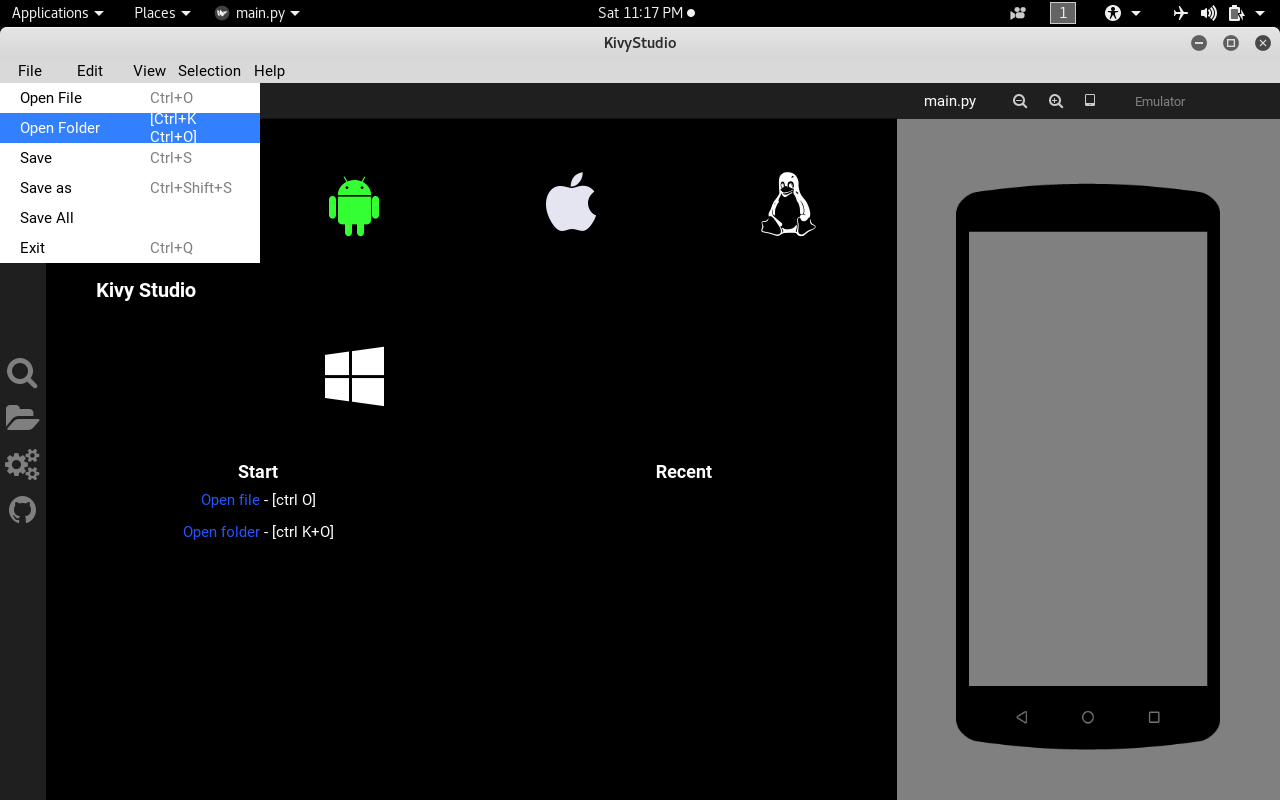 Applications Places main.py Sat 11:17 PM 1
KivyStudio
File Edit View Selection Help
Open File Ctrl+O
Open Folder [Ctrl+K
Ctrl+O]
Save Ctrl+S
Save as Ctrl+Shift+S
Save All
Exit Ctrl+Q
main.py Emulator
Kivy Studio
Start Recent
Open file - [ctrl O]
Open folder - [ctrl K+O]